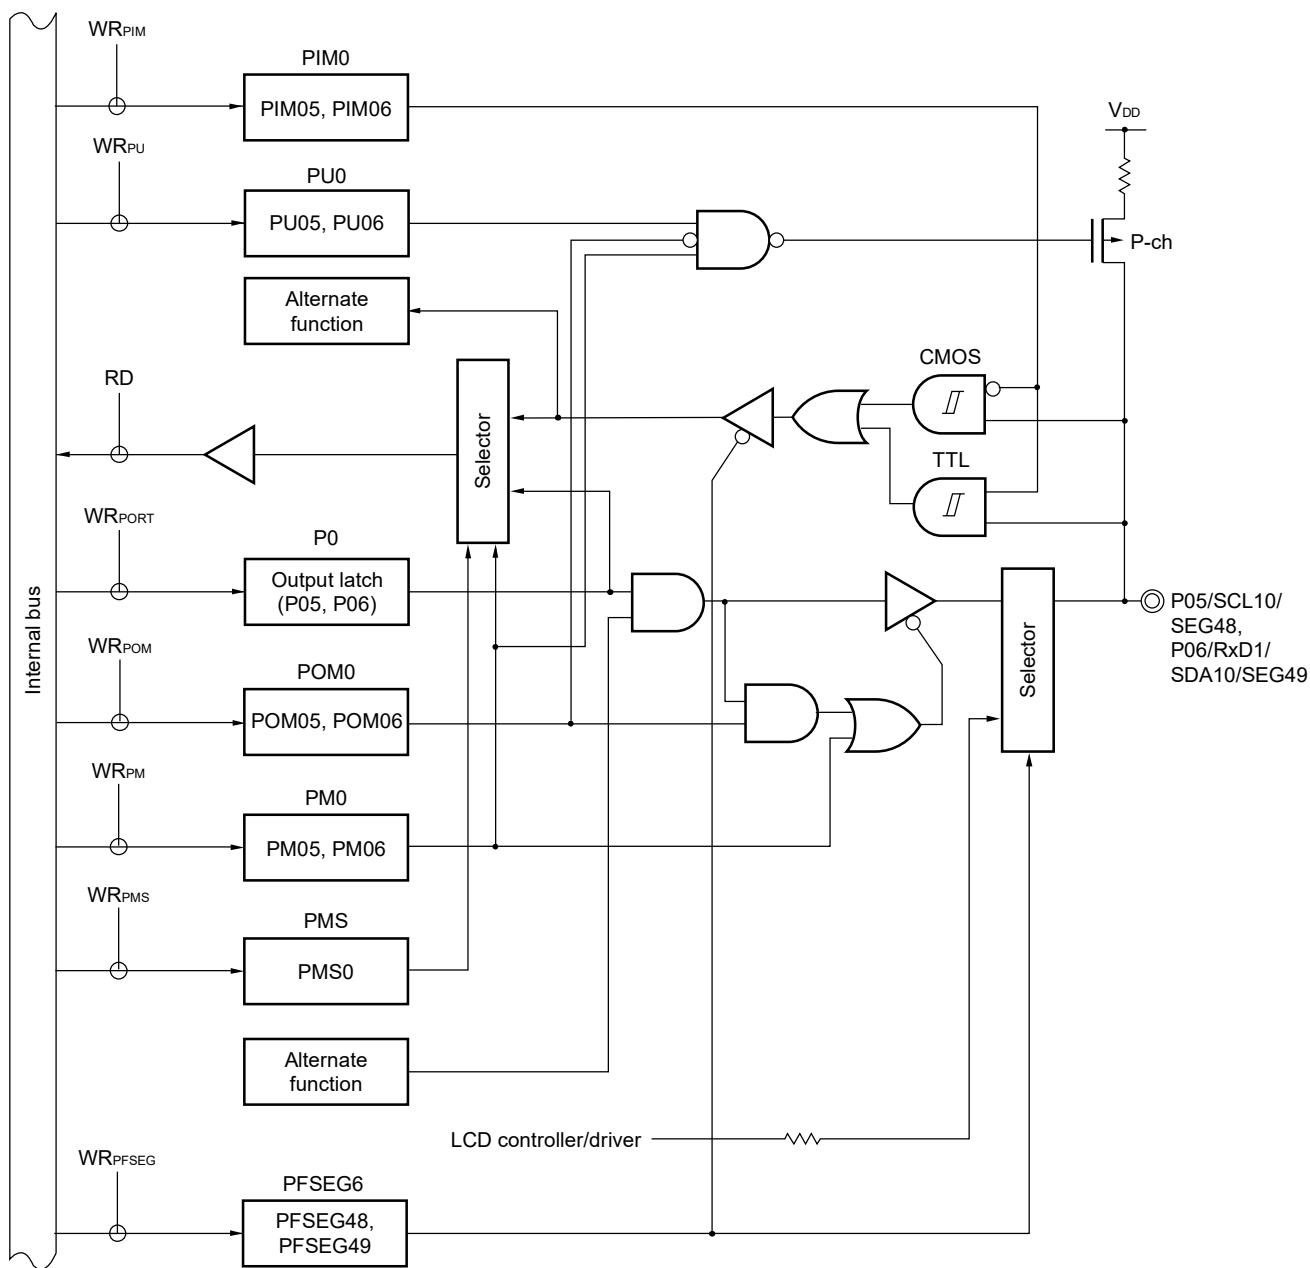 WRPIM
PIM0
PIM05, PIM06
VDD
WRPU
PU0
PU05, PU06
P-ch
Alternate
function
CMOS
RD
Selector
TTL
WRPORT
P0
Output latch
(P05, P06)
P05/SCL10/
SEG48,
P06/RxD1/
SDA10/SEG49
Internal bus
WRPOM
POM0
POM05, POM06
Selector
WRPM
PM0
PM05, PM06
WRPMS
PMS
PMS0
Alternate
function
LCD controller/driver
WRPFSEG
PFSEG6
PFSEG48,
PFSEG49